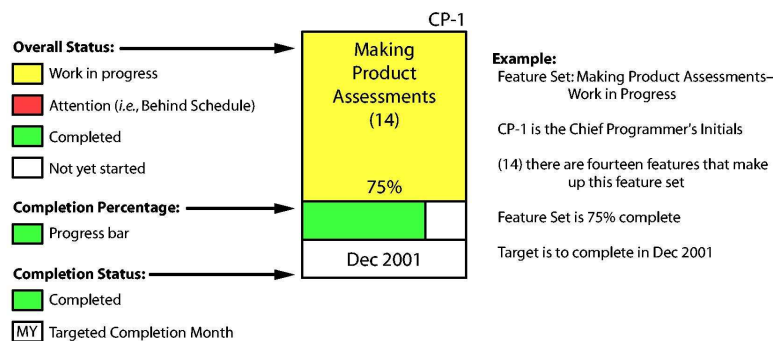 CP-1
Overall Status:
Work in progress
Attention (i.e., Behind Schedule)
Completed
Not yet started
Completion Percentage:
Progress bar
Completion Status:
Completed
MY Targeted Completion Month
Making
Product
Assessments
(14)
75%
Dec 2001
Example:
Feature Set: Making Product Assessments–
Work in Progress
CP-1 is the Chief Programmer's Initials
(14) there are fourteen features that make
up this feature set
Feature Set is 75% complete
Target is to complete in Dec 2001